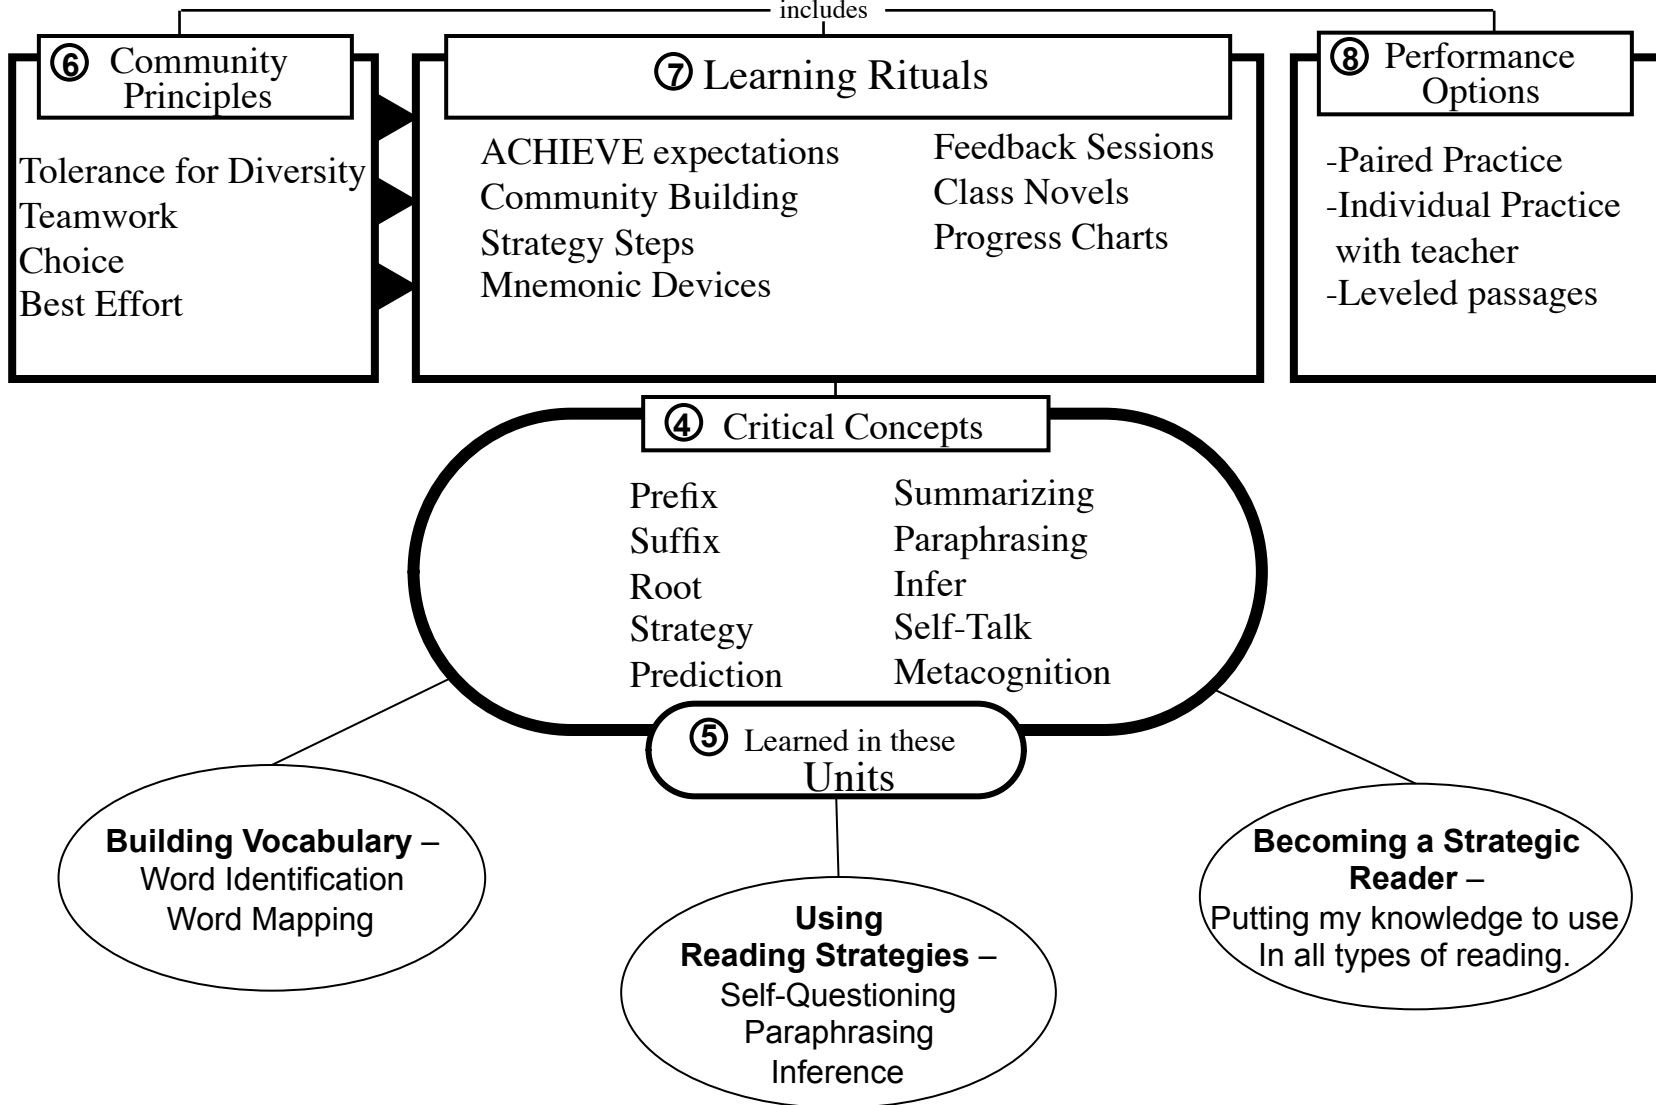 includes
⑥ Community
Principles
Tolerance for Diversity
Teamwork
Choice
Best Effort
⑦ Learning Rituals
ACHIEVE expectations
Community Building
Strategy Steps
Mnemonic Devices
Feedback Sessions
Class Novels
Progress Charts
⑧ Performance
Options
-Paired Practice
-Individual Practice
with teacher
-Leveled passages
④ Critical Concepts
Prefix
Suffix
Root
Strategy
Prediction
Summarizing
Paraphrasing
Infer
Self-Talk
Metacognition
⑤ Learned in these
Units
Building Vocabulary –
Word Identification
Word Mapping
Using
Reading Strategies –
Self-Questioning
Paraphrasing
Inference
Becoming a Strategic
Reader –
Putting my knowledge to use
In all types of reading.